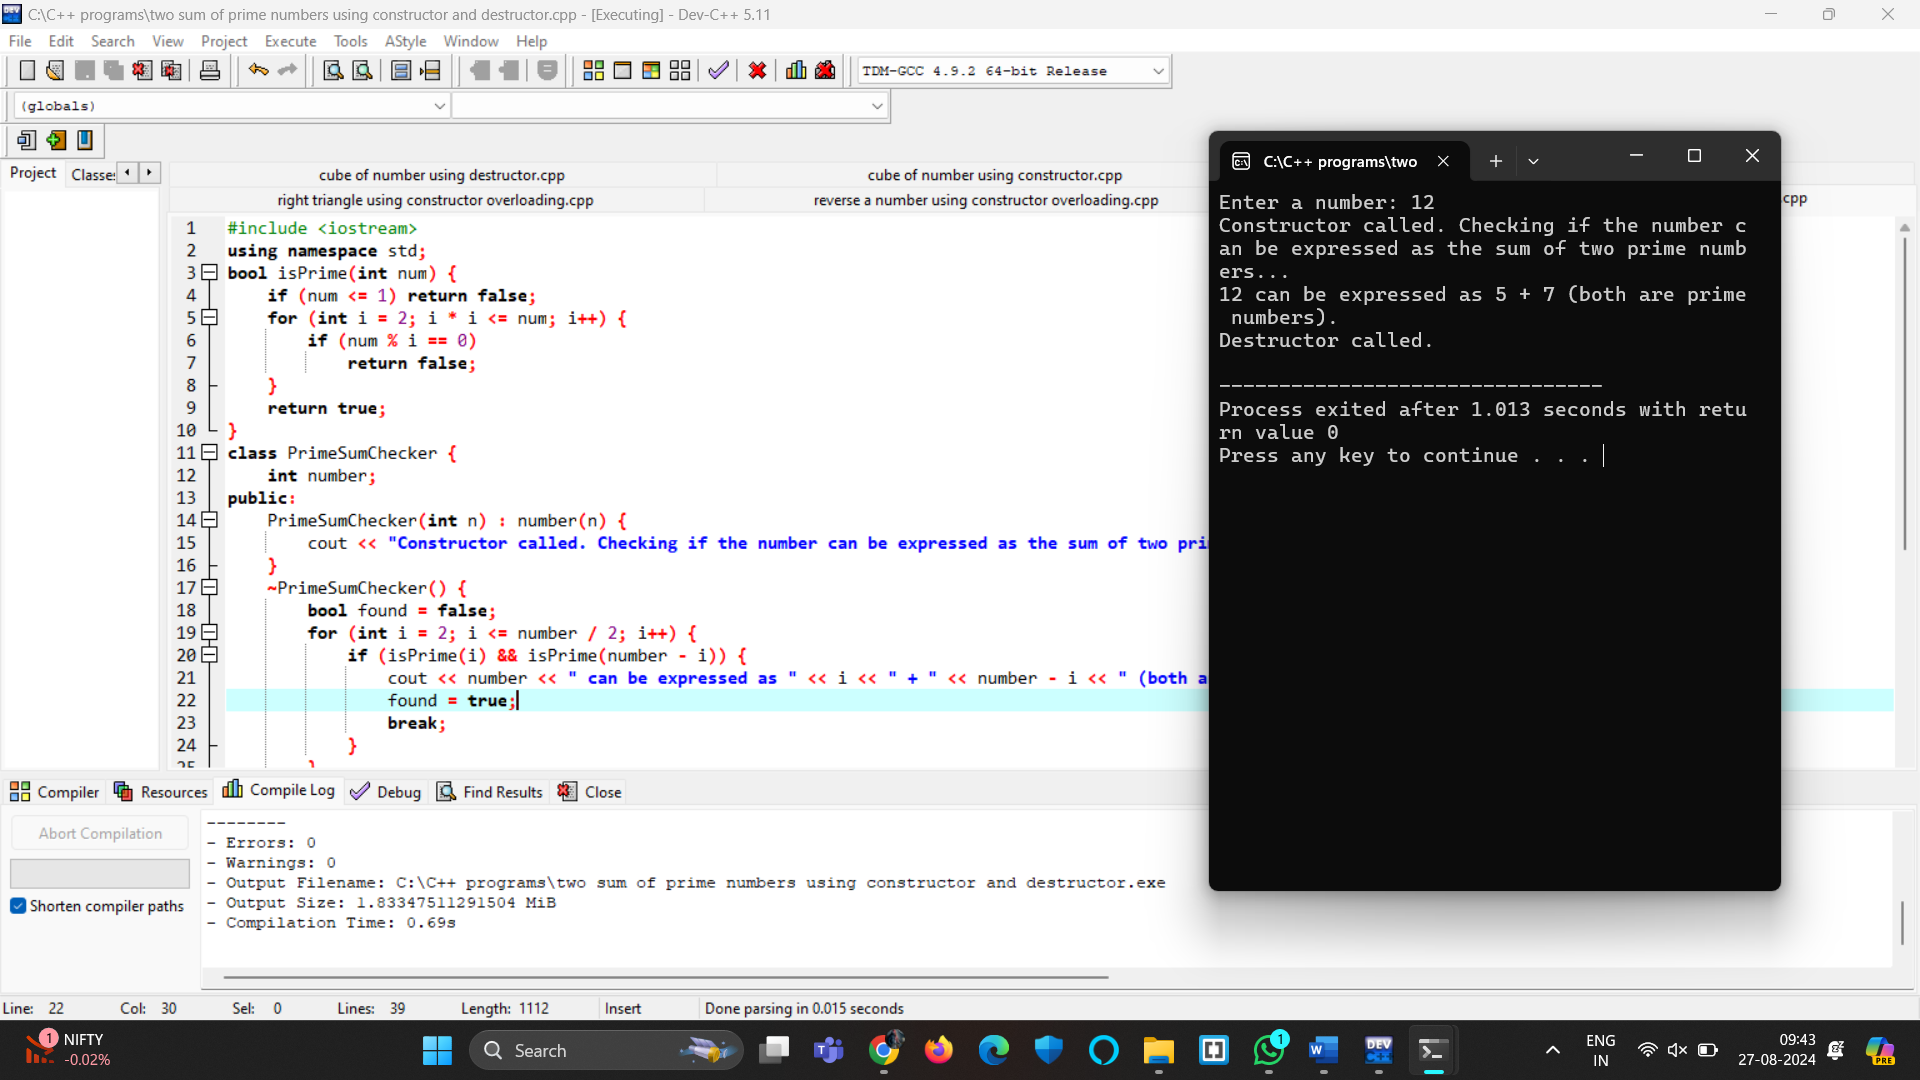 C:\C++ programs\two sum of prime numbers using constructor and destructor.cpp - [Executing] - Dev-C++ 5.11
File Edit Search View Project Execute Tools AStyle Window Help
TDM-GCC 4.9.2 64-bit Release
(globals)
Project Classes
cube of number using destructor.cpp cube of number using constructor.cpp
right triangle using constructor overloading.cpp reverse a number using constructor overloading.cpp .cpp
1 #include <iostream>
2 using namespace std;
3 bool isPrime(int num) {
4 if (num <= 1) return false;
5 for (int i = 2; i * i <= num; i++) {
6 if (num % i == 0)
7 return false;
8 }
9 return true;
10 }
11 class PrimeSumChecker {
12 int number;
13 public:
14 PrimeSumChecker(int n) : number(n) {
15 cout << "Constructor called. Checking if the number can be expressed as the sum of two pri
16 }
17 ~PrimeSumChecker() {
18 bool found = false;
19 for (int i = 2; i <= number / 2; i++) {
20 if (isPrime(i) && isPrime(number - i)) {
21 cout << number << " can be expressed as " << i << " + " << number - i << " (both a
22 found = true;
23 break;
24 }
25 }
C:\C++ programs\two
Enter a number: 12
Constructor called. Checking if the number c
an be expressed as the sum of two prime numb
ers...
12 can be expressed as 5 + 7 (both are prime
numbers).
Destructor called.
--------------------------------
Process exited after 1.013 seconds with retu
rn value 0
Press any key to continue . . .
Compiler Resources Compile Log Debug Find Results Close
Abort Compilation
Shorten compiler paths
--------
- Errors: 0
- Warnings: 0
- Output Filename: C:\C++ programs\two sum of prime numbers using constructor and destructor.exe
- Output Size: 1.83347511291504 MiB
- Compilation Time: 0.69s
Line: 22 Col: 30 Sel: 0 Lines: 39 Length: 1112 Insert Done parsing in 0.015 seconds
1 NIFTY
-0.02%
Search
1
DEV
ENG
IN
09:43
27-08-2024
PRE